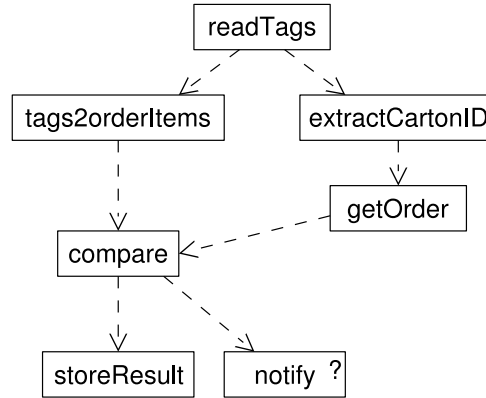 readTags
tags2orderItems
extractCartonID
getOrder
compare
storeResult
notify ?